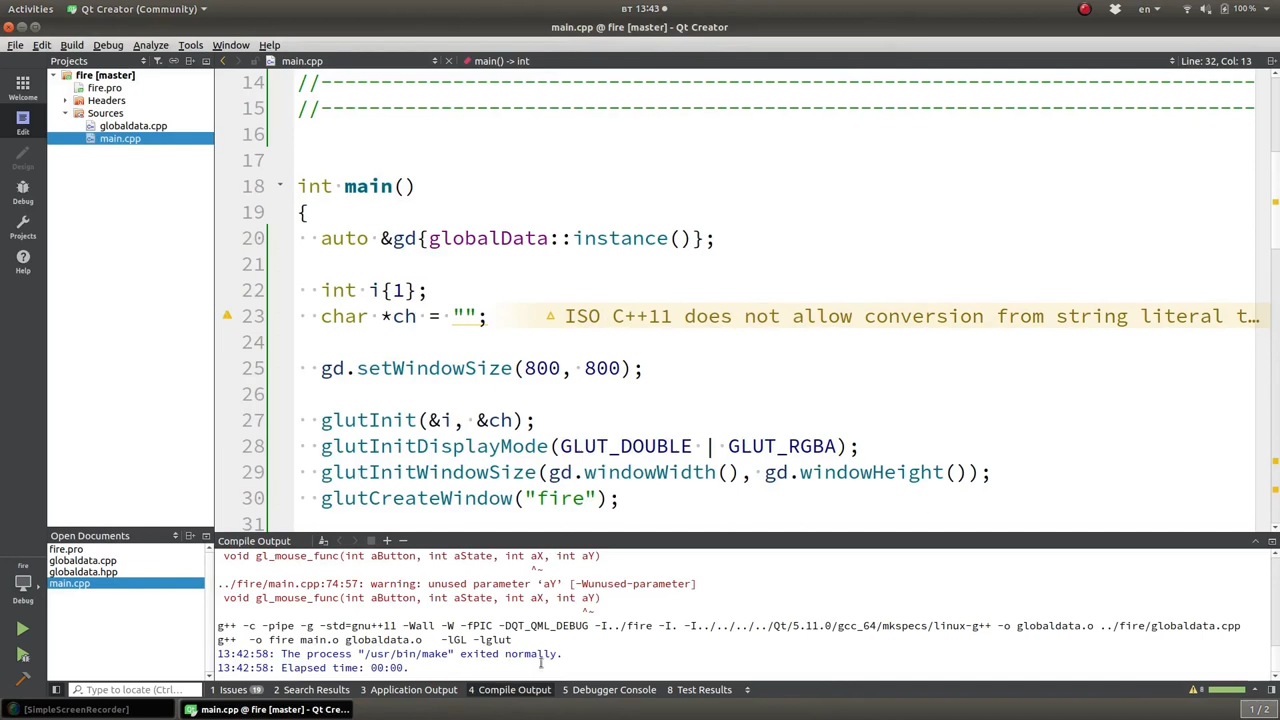 Activities
Qt Creator (Community)
Вт 13:43
en
100 %
main.cpp @ fire [master] - Qt Creator
File Edit Build Debug Analyze Tools Window Help
Projects
main.cpp
main() -> int
Line: 32, Col: 13
Welcome
Edit
Design
Debug
Projects
Help
fire [master]
fire.pro
Headers
Sources
globaldata.cpp
main.cpp
14 //------------------------------------------------------------------------------
15 //------------------------------------------------------------------------------
16
17
18 int main()
19 {
20 auto &gd{globalData::instance()};
21
22 int i{1};
23 char *ch = ""; ISO C++11 does not allow conversion from string literal t…
24
25 gd.setWindowSize(800, 800);
26
27 glutInit(&i, &ch);
28 glutInitDisplayMode(GLUT_DOUBLE | GLUT_RGBA);
29 glutInitWindowSize(gd.windowWidth(), gd.windowHeight());
30 glutCreateWindow("fire");
31
Open Documents
fire.pro
globaldata.cpp
globaldata.hpp
main.cpp
fire
Debug
Compile Output
void gl_mouse_func(int aButton, int aState, int aX, int aY)
^~
../fire/main.cpp:74:57: warning: unused parameter ‘aY’ [-Wunused-parameter]
void gl_mouse_func(int aButton, int aState, int aX, int aY)
^~
g++ -c -pipe -g -std=gnu++11 -Wall -W -fPIC -DQT_QML_DEBUG -I../fire -I. -I../../../../Qt/5.11.0/gcc_64/mkspecs/linux-g++ -o globaldata.o ../fire/globaldata.cpp
g++ -o fire main.o globaldata.o -lGL -lglut
13:42:58: The process "/usr/bin/make" exited normally.
13:42:58: Elapsed time: 00:00.
Type to locate (Ctrl+...
1 Issues 19
2 Search Results
3 Application Output
4 Compile Output
5 Debugger Console
8 Test Results
8
[SimpleScreenRecorder]
main.cpp @ fire [master] - Qt Cre...
1 / 2